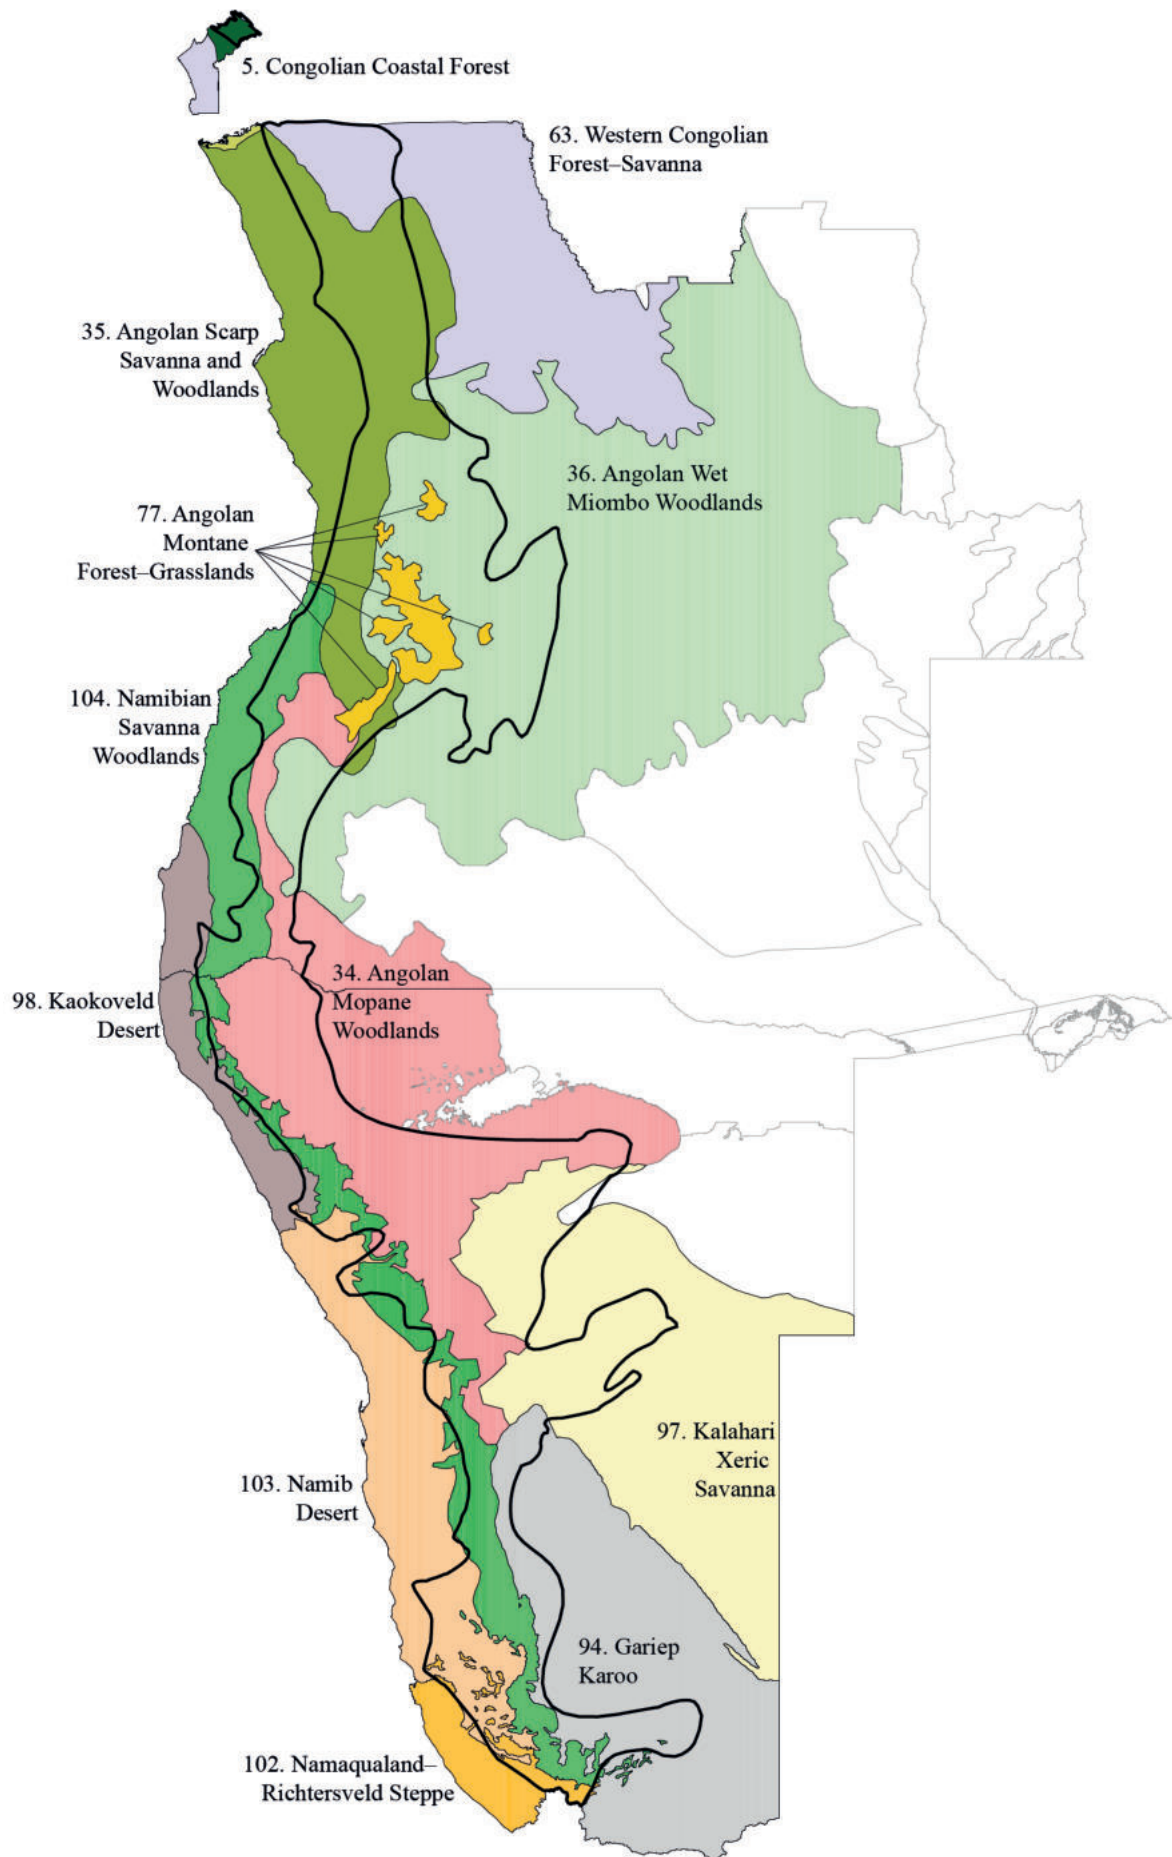 5. Congolian Coastal Forest
63. Western Congolian
Forest–Savanna
35. Angolan Scarp
Savanna and
Woodlands
36. Angolan Wet
Miombo Woodlands
77. Angolan
Montane
Forest–Grasslands
104. Namibian
Savanna
Woodlands
34. Angolan
Mopane
Woodlands
98. Kaokoveld
Desert
97. Kalahari
Xeric
Savanna
103. Namib
Desert
94. Gariep
Karoo
102. Namaqualand–
Richtersveld Steppe